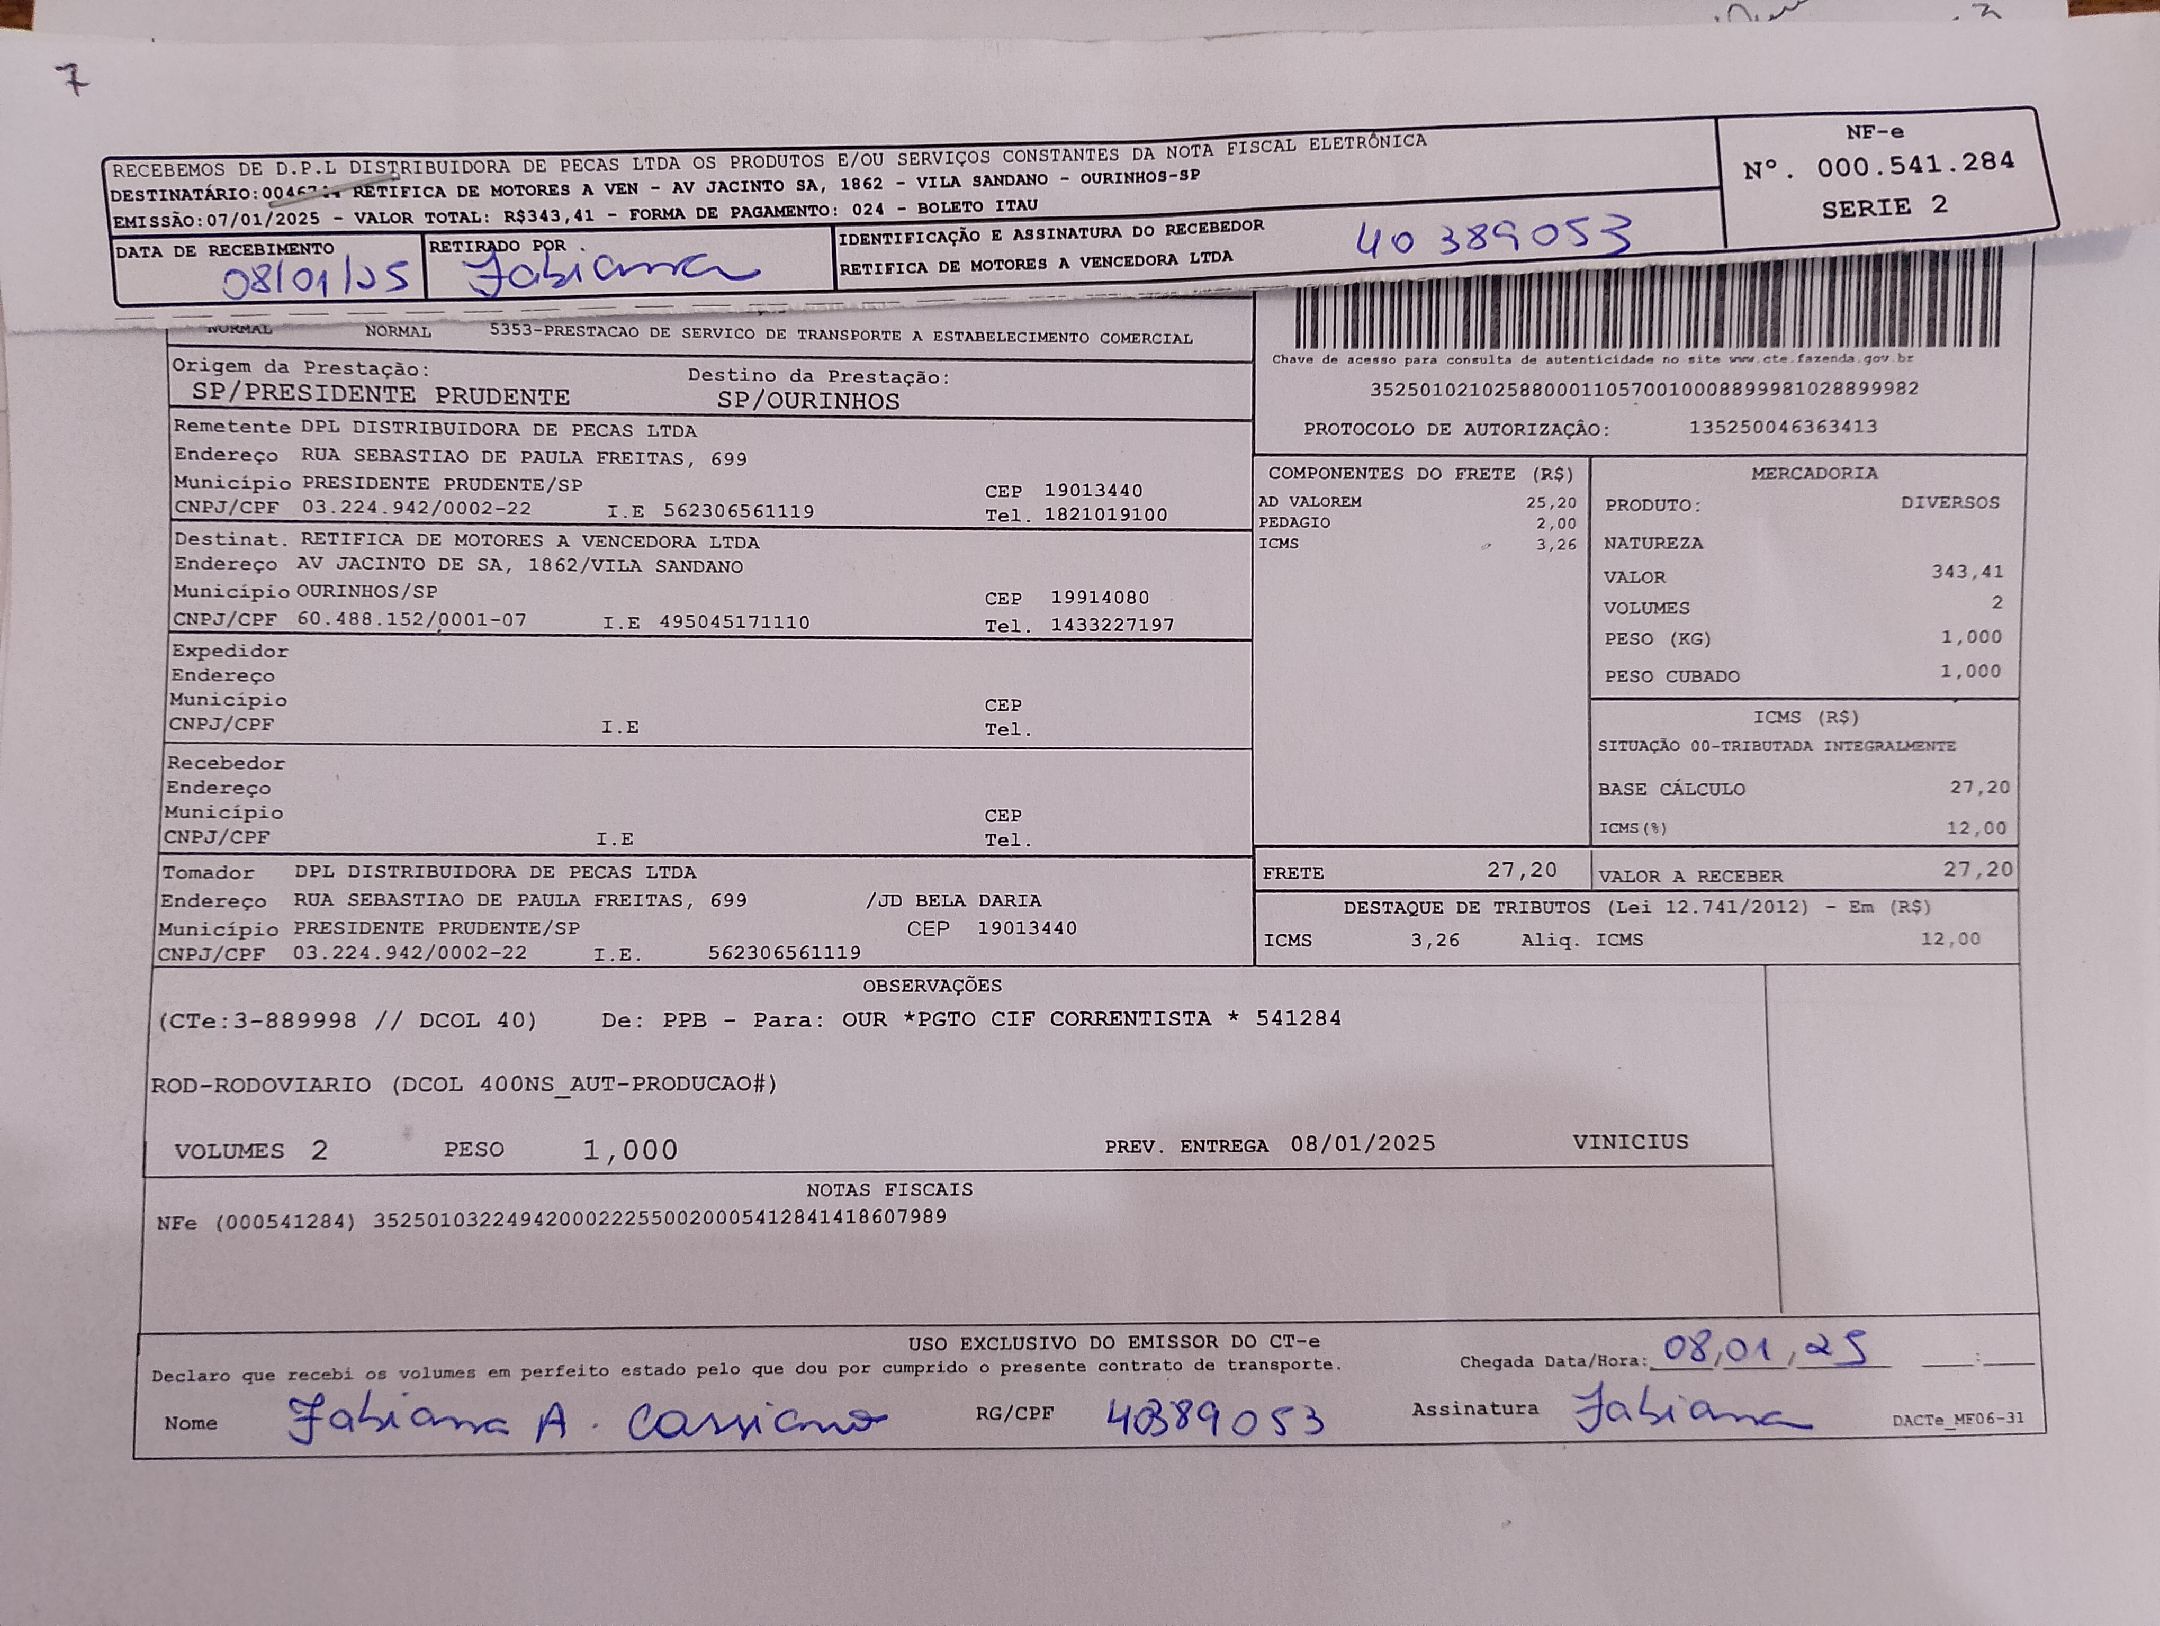 7
RECEBEMOS DE D.P.L DISTRIBUIDORA DE PECAS LTDA OS PRODUTOS E/OU SERVIÇOS CONSTANTES DA NOTA FISCAL ELETRÔNICA
DESTINATÁRIO: RETIFICA DE MOTORES A VEN - AV JACINTO SA, 1862 - VILA SANDANO - OURINHOS-SP
EMISSÃO:07/01/2025 - VALOR TOTAL: R$343,41 - FORMA DE PAGAMENTO: 024 - BOLETO ITAU
NF-e
Nº. 000.541.284
SERIE 2
DATA DE RECEBIMENTO
08/01/25
RETIRADO POR
Fabiana
IDENTIFICAÇÃO E ASSINATURA DO RECEBEDOR
40389053
RETIFICA DE MOTORES A VENCEDORA LTDA
NORMAL NORMAL 5353-PRESTACAO DE SERVICO DE TRANSPORTE A ESTABELECIMENTO COMERCIAL
Chave de acesso para consulta de autenticidade no site www.cte.fazenda.gov.br
35250102102588000110570010008899981028899982
PROTOCOLO DE AUTORIZAÇÃO: 135250046363413
Origem da Prestação: Destino da Prestação:
SP/PRESIDENTE PRUDENTE SP/OURINHOS
Remetente DPL DISTRIBUIDORA DE PECAS LTDA
Endereço RUA SEBASTIAO DE PAULA FREITAS, 699
Município PRESIDENTE PRUDENTE/SP CEP 19013440
CNPJ/CPF 03.224.942/0002-22 I.E 562306561119 Tel. 1821019100
Destinat. RETIFICA DE MOTORES A VENCEDORA LTDA
Endereço AV JACINTO DE SA, 1862/VILA SANDANO
Município OURINHOS/SP CEP 19914080
CNPJ/CPF 60.488.152/0001-07 I.E 495045171110 Tel. 1433227197
Expedidor
Endereço
Município CEP
CNPJ/CPF I.E Tel.
Recebedor
Endereço
Município CEP
CNPJ/CPF I.E Tel.
Tomador DPL DISTRIBUIDORA DE PECAS LTDA
Endereço RUA SEBASTIAO DE PAULA FREITAS, 699 /JD BELA DARIA
Município PRESIDENTE PRUDENTE/SP CEP 19013440
CNPJ/CPF 03.224.942/0002-22 I.E. 562306561119
COMPONENTES DO FRETE (R$)
AD VALOREM 25,20
PEDAGIO 2,00
ICMS 3,26
MERCADORIA
PRODUTO: DIVERSOS
NATUREZA
VALOR 343,41
VOLUMES 2
PESO (KG) 1,000
PESO CUBADO 1,000
ICMS (R$)
SITUAÇÃO 00-TRIBUTADA INTEGRALMENTE
BASE CÁLCULO 27,20
ICMS(%) 12,00
FRETE 27,20 VALOR A RECEBER 27,20
DESTAQUE DE TRIBUTOS (Lei 12.741/2012) - Em (R$)
ICMS 3,26 Aliq. ICMS 12,00
OBSERVAÇÕES
(CTe:3-889998 // DCOL 40) De: PPB - Para: OUR *PGTO CIF CORRENTISTA * 541284
ROD-RODOVIARIO (DCOL 400NS_AUT-PRODUCAO#)
VOLUMES 2 PESO 1,000 PREV. ENTREGA 08/01/2025 VINICIUS
NOTAS FISCAIS
NFe (000541284) 35250103224942000222550020005412841418607989
USO EXCLUSIVO DO EMISSOR DO CT-e
Declaro que recebi os volumes em perfeito estado pelo que dou por cumprido o presente contrato de transporte. Chegada Data/Hora: 08,01,25 __:__
Nome Fabiana A. Cassiano RG/CPF 40389053 Assinatura Fabiana DACTe_MF06-31